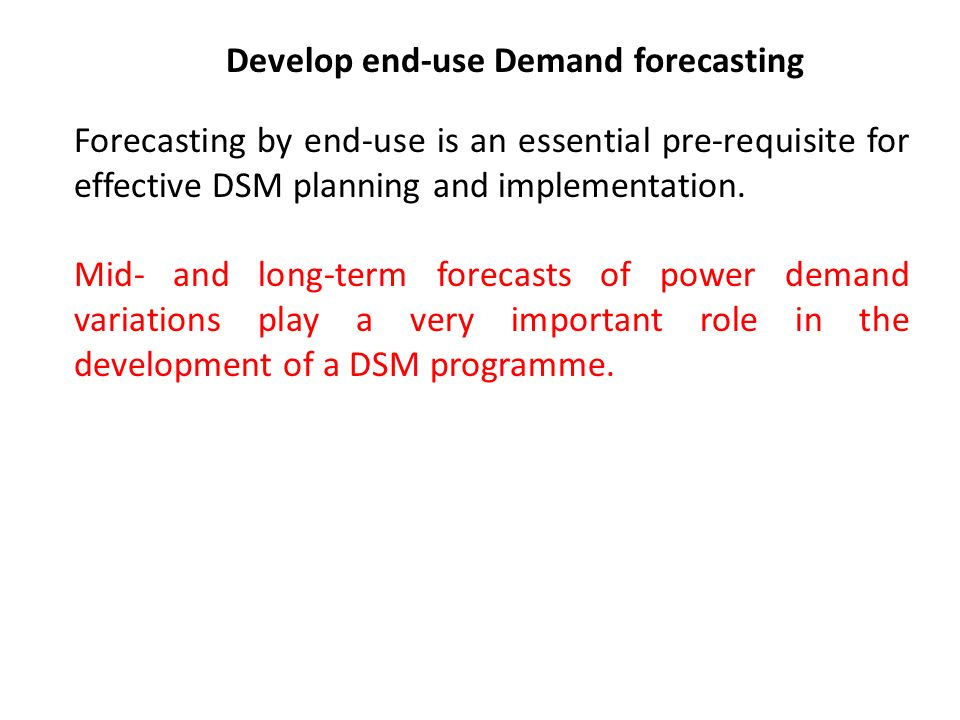 Develop end-use Demand forecasting
Forecasting by end-use is an essential pre-requisite for
effective DSM planning and implementation.
Mid- and long-term forecasts of power demand
variations play a very important role in the
development of a DSM programme.